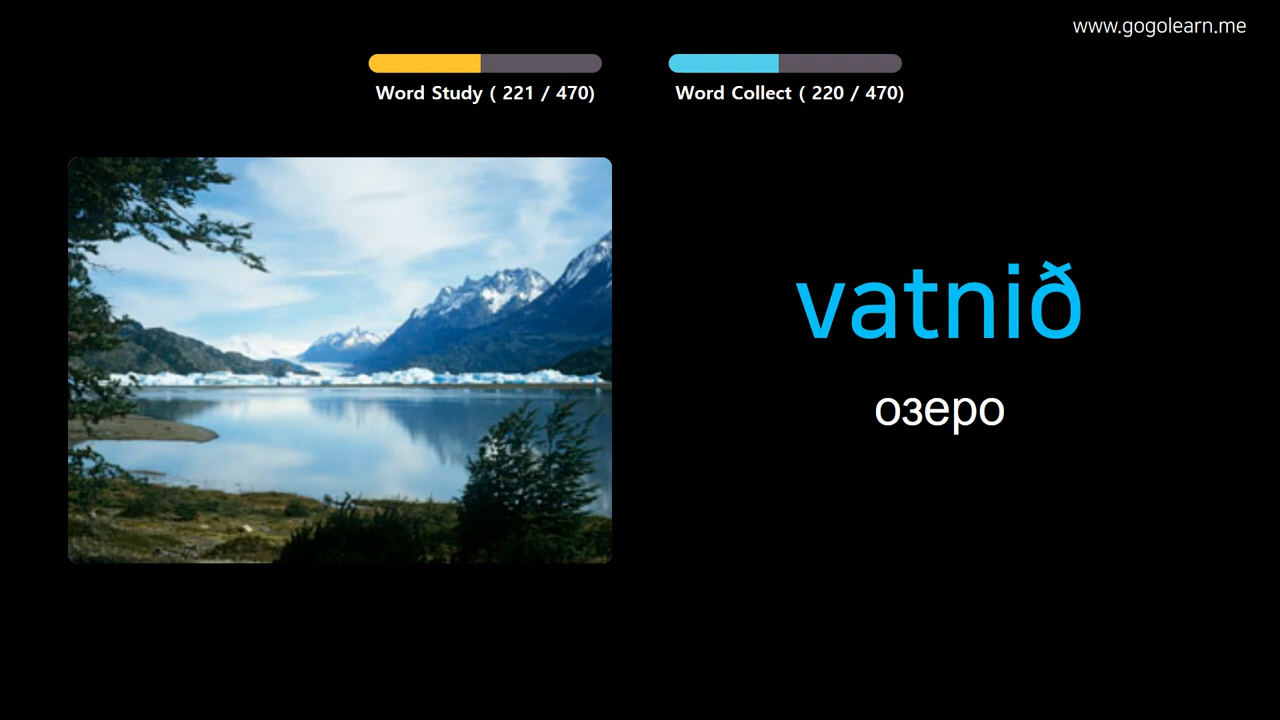 www.gogolearn.me
Word Study ( 221 / 470)
Word Collect ( 220 / 470)
vatnið
озеро